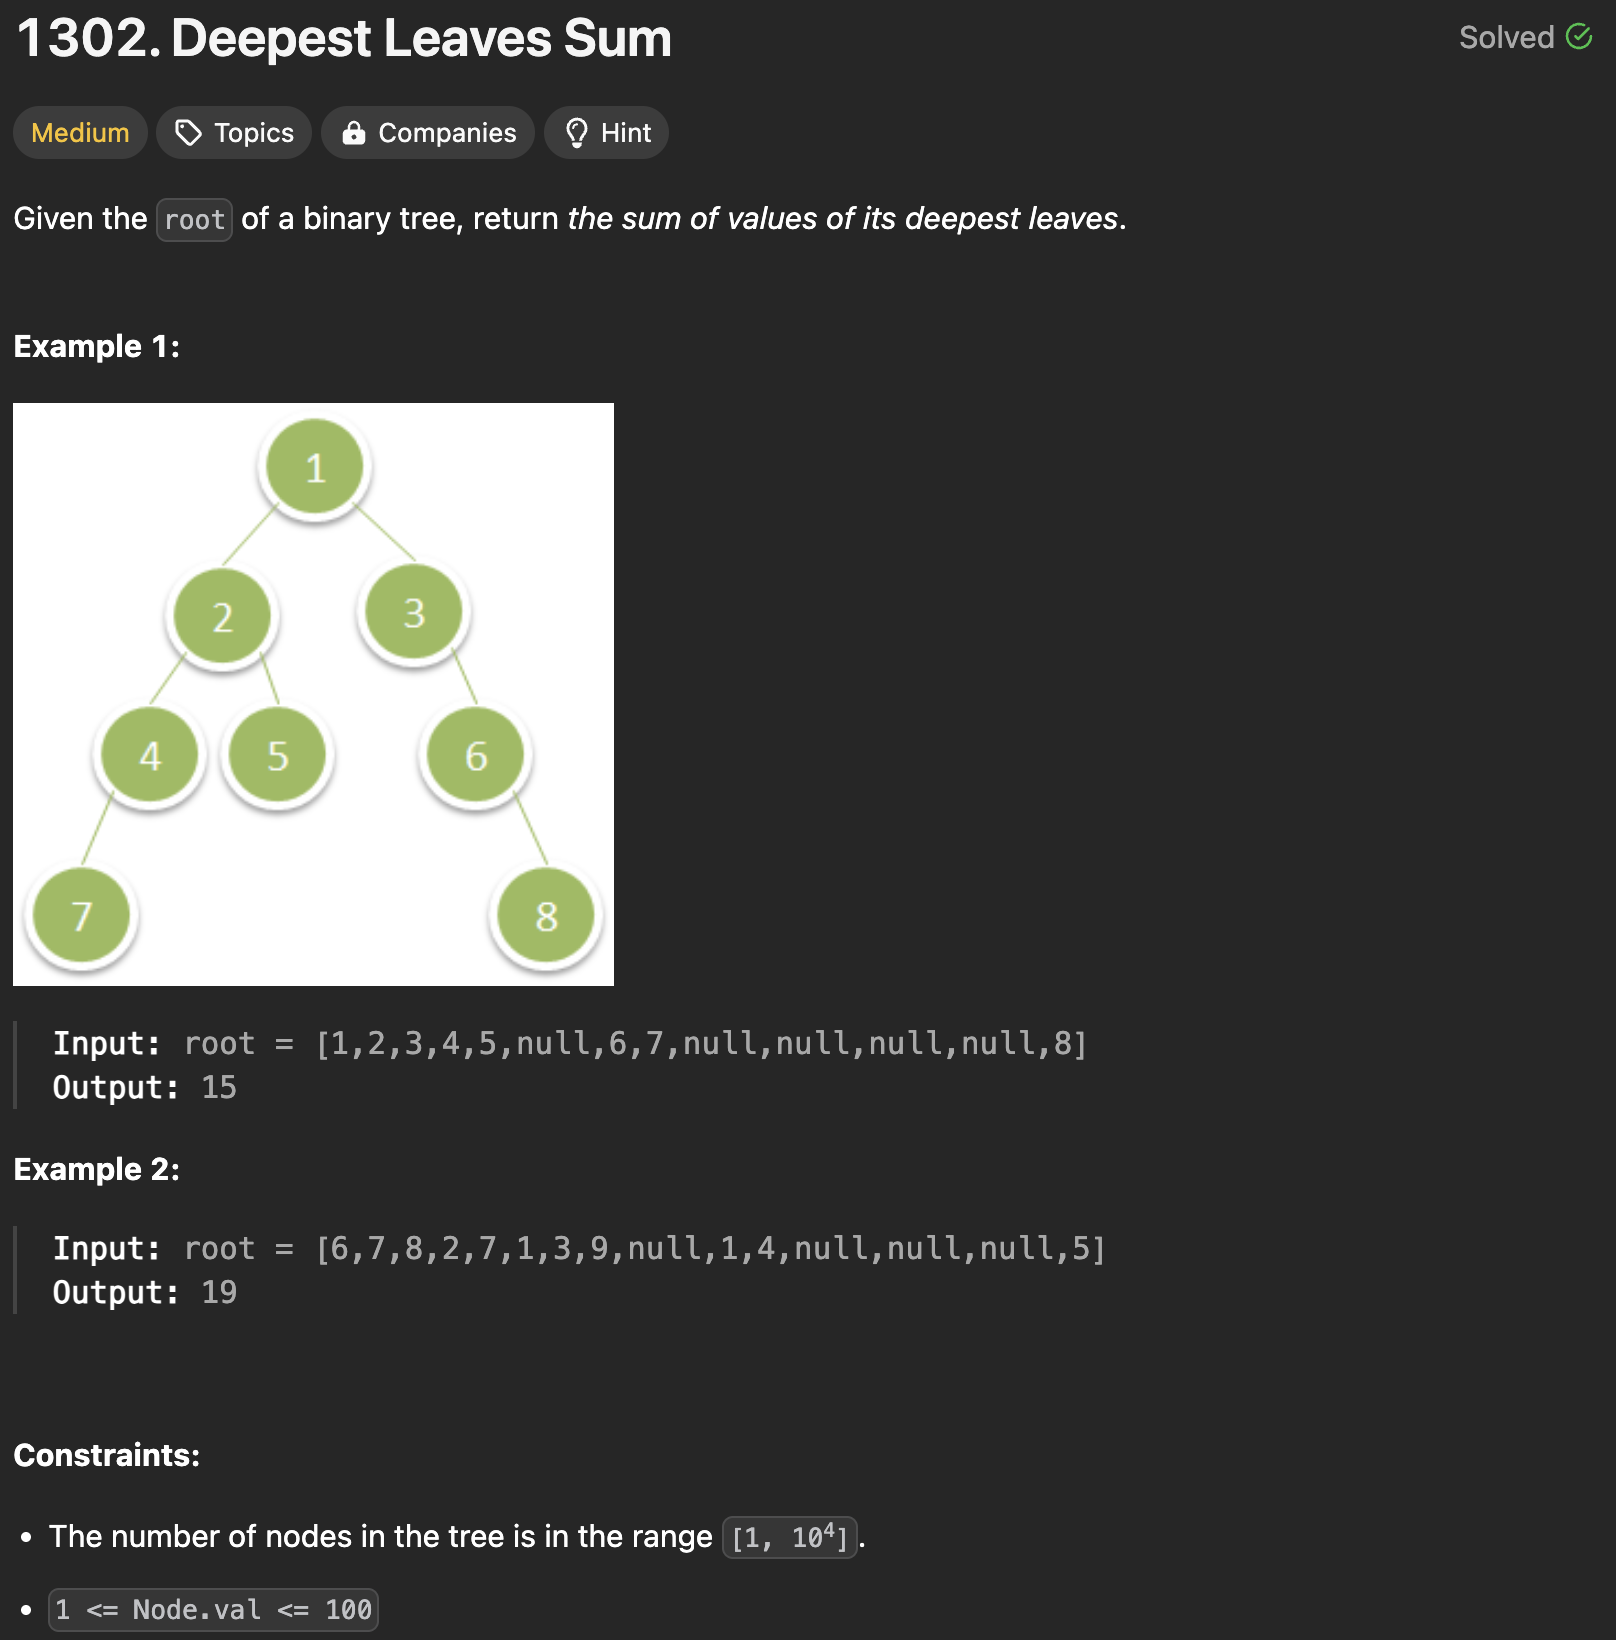 1302. Deepest Leaves Sum
Solved
Medium
Topics
Companies
Hint
Given the root of a binary tree, return the sum of values of its deepest leaves.
Example 1:
1
2
3
4
5
6
7
8
Input: root = [1,2,3,4,5,null,6,7,null,null,null,null,8]
Output: 15
Example 2:
Input: root = [6,7,8,2,7,1,3,9,null,1,4,null,null,null,5]
Output: 19
Constraints:
• The number of nodes in the tree is in the range [1, 10⁴].
• 1 <= Node.val <= 100